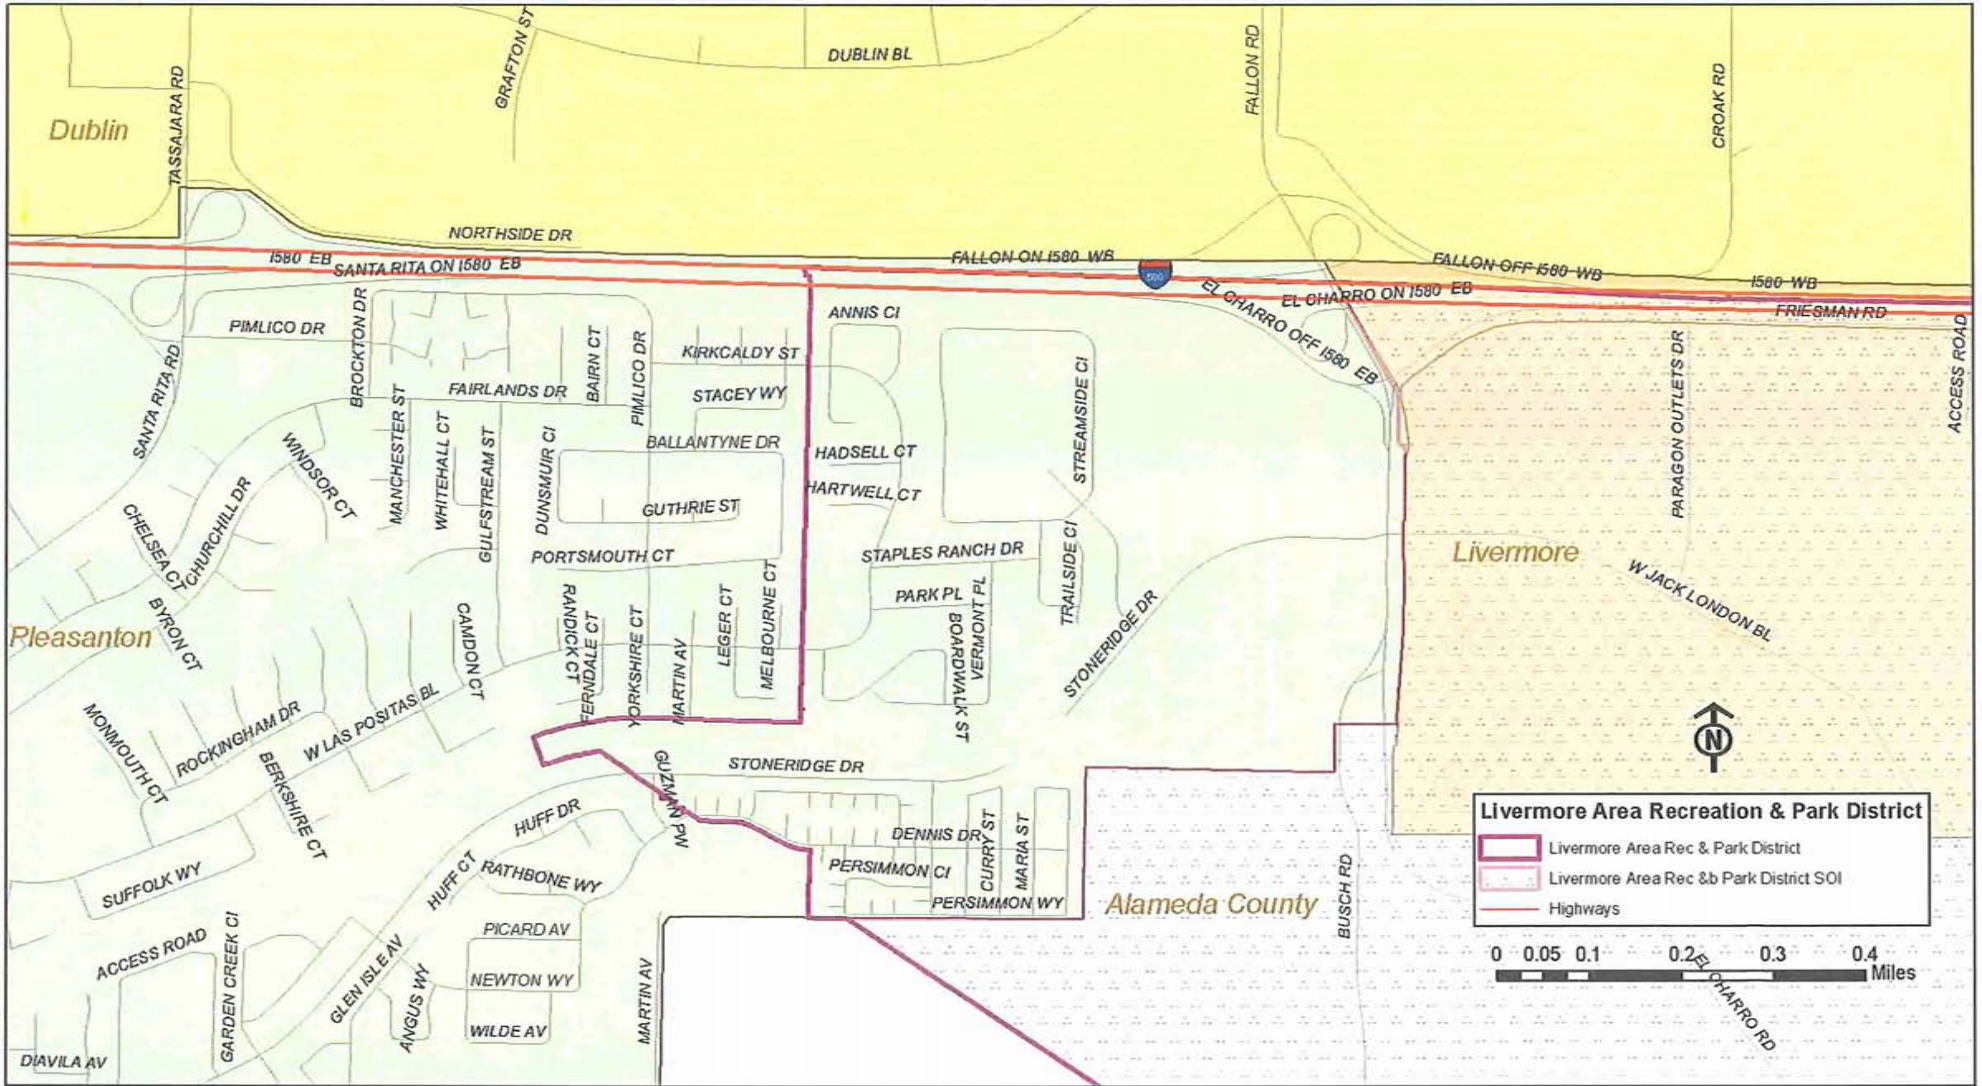 GRAFTON ST
DUBLIN BL
FALLON RD
CROAK RD
TASSAJARA RD
Dublin
NORTHSIDE DR
I580 EB
SANTA RITA ON I580 EB
FALLON ON I580 WB
580
FALLON OFF I580 WB
I580 WB
EL CHARRO ON I580 EB
EL CHARRO OFF I580 EB
FRIESMAN RD
ANNIS CI
PIMLICO DR
BROCKTON DR
SANTA RITA RD
BAIRN CT
PIMLICO DR
KIRKCALDY ST
STACEY WY
FAIRLANDS DR
STREAMSIDE CI
PARAGON OUTLETS DR
ACCESS ROAD
MANCHESTER ST
WHITEHALL CT
GULFSTREAM ST
DUNSMUIR CI
BALLANTYNE DR
HADSELL CT
HARTWELL CT
WINDSOR CT
CHURCHILL DR
CHELSEA CT
GUTHRIE ST
PORTSMOUTH CT
STAPLES RANCH DR
TRAILSIDE CI
Livermore
W JACK LONDON BL
Pleasanton
BYRON CT
CAMDON CT
RANDICK CT
FERNDALE CT
YORKSHIRE CT
MARTIN AV
LEGER CT
MELBOURNE CT
PARK PL
BOARDWALK ST
VERMONT PL
VA
STONERIDGE DR
MONMOUTH CT
ROCKINGHAM DR
W LAS POSITAS BL
BERKSHIRE CT
GUZMAN PW
STONERIDGE DR
HUFF DR
DENNIS DR
CURRY ST
MARIA ST
PERSIMMON CI
PERSIMMON WY
HUFF CT
RATHBONE WY
SUFFOLK WY
Alameda County
BUSCH RD
PICARD AV
ACCESS ROAD
GARDEN CREEK CI
GLEN ISLE AV
ANGUS WY
NEWTON WY
WILDE AV
MARTIN AV
DIAVILA AV
N
Livermore Area Recreation & Park District
Livermore Area Rec & Park District
Livermore Area Rec &b Park District SOI
Highways
0 0.05 0.1 0.2 0.3 0.4
Miles
EL CHARRO RD